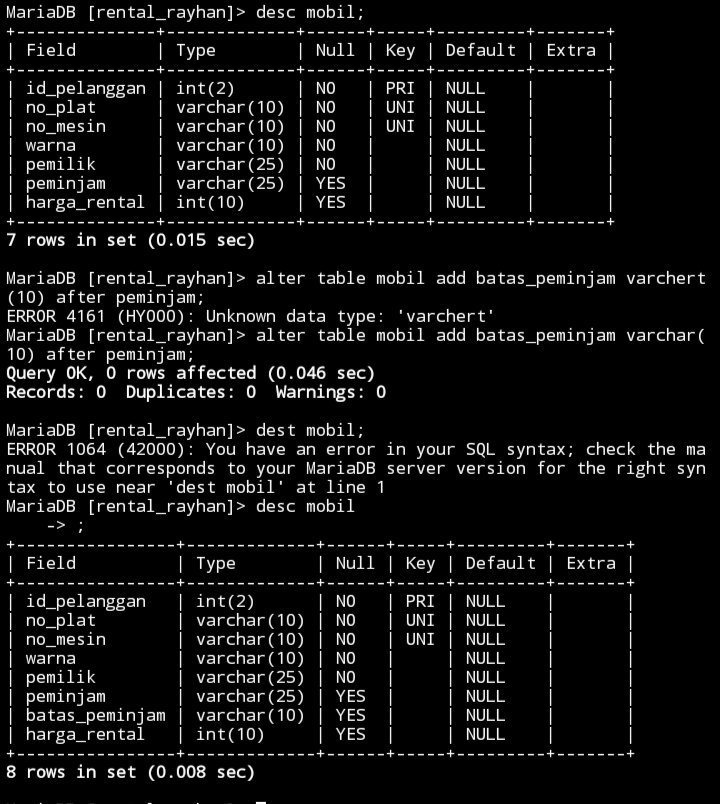 MariaDB [rental_rayhan]> desc mobil;
+--------------+-------------+------+-----+---------+-------+
| Field        | Type        | Null | Key | Default | Extra |
+--------------+-------------+------+-----+---------+-------+
| id_pelanggan | int(2)      | NO   | PRI | NULL    |       |
| no_plat      | varchar(10) | NO   | UNI | NULL    |       |
| no_mesin     | varchar(10) | NO   | UNI | NULL    |       |
| warna        | varchar(10) | NO   |     | NULL    |       |
| pemilik      | varchar(25) | NO   |     | NULL    |       |
| peminjam     | varchar(25) | YES  |     | NULL    |       |
| harga_rental | int(10)     | YES  |     | NULL    |       |
+--------------+-------------+------+-----+---------+-------+
7 rows in set (0.015 sec)

MariaDB [rental_rayhan]> alter table mobil add batas_peminjam varchert
(10) after peminjam;
ERROR 4161 (HY000): Unknown data type: 'varchert'
MariaDB [rental_rayhan]> alter table mobil add batas_peminjam varchar(
10) after peminjam;
Query OK, 0 rows affected (0.046 sec)
Records: 0  Duplicates: 0  Warnings: 0

MariaDB [rental_rayhan]> dest mobil;
ERROR 1064 (42000): You have an error in your SQL syntax; check the ma
nual that corresponds to your MariaDB server version for the right syn
tax to use near 'dest mobil' at line 1
MariaDB [rental_rayhan]> desc mobil
    -> ;
+----------------+-------------+------+-----+---------+-------+
| Field          | Type        | Null | Key | Default | Extra |
+----------------+-------------+------+-----+---------+-------+
| id_pelanggan   | int(2)      | NO   | PRI | NULL    |       |
| no_plat        | varchar(10) | NO   | UNI | NULL    |       |
| no_mesin       | varchar(10) | NO   | UNI | NULL    |       |
| warna          | varchar(10) | NO   |     | NULL    |       |
| pemilik        | varchar(25) | NO   |     | NULL    |       |
| peminjam       | varchar(25) | YES  |     | NULL    |       |
| batas_peminjam | varchar(10) | YES  |     | NULL    |       |
| harga_rental   | int(10)     | YES  |     | NULL    |       |
+----------------+-------------+------+-----+---------+-------+
8 rows in set (0.008 sec)